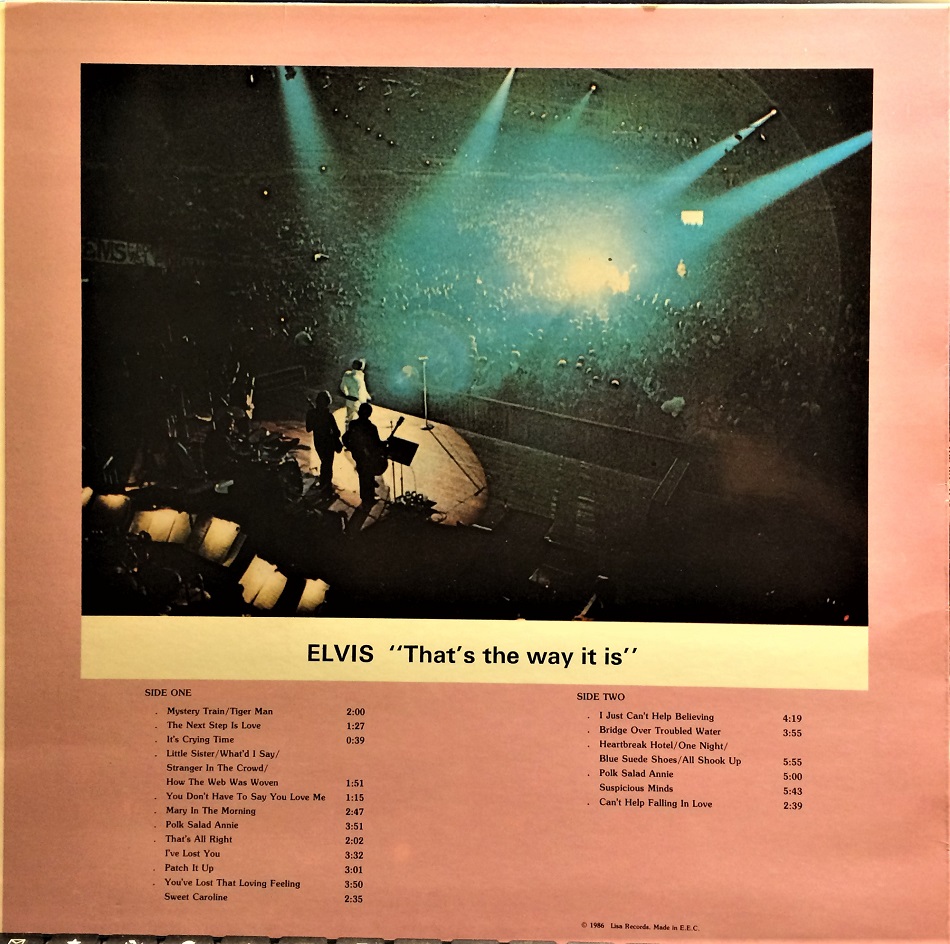 ELVIS ‘‘That's the way it is’’
SIDE ONE
. Mystery Train/Tiger Man 2:00
. The Next Step Is Love 1:27
. It's Crying Time 0:39
. Little Sister/What'd I Say/
Stranger In The Crowd/
How The Web Was Woven 1:51
. You Don't Have To Say You Love Me 1:15
. Mary In The Morning 2:47
. Polk Salad Annie 3:51
. That's All Right 2:02
I've Lost You 3:32
. Patch It Up 3:01
. You've Lost That Loving Feeling 3:50
Sweet Caroline 2:35
SIDE TWO
. I Just Can't Help Believing 4:19
. Bridge Over Troubled Water 3:55
. Heartbreak Hotel/One Night/
Blue Suede Shoes/All Shook Up 5:55
. Polk Salad Annie 5:00
Suspicious Minds 5:43
. Can't Help Falling In Love 2:39
© 1986 Lisa Records. Made in E.E.C.